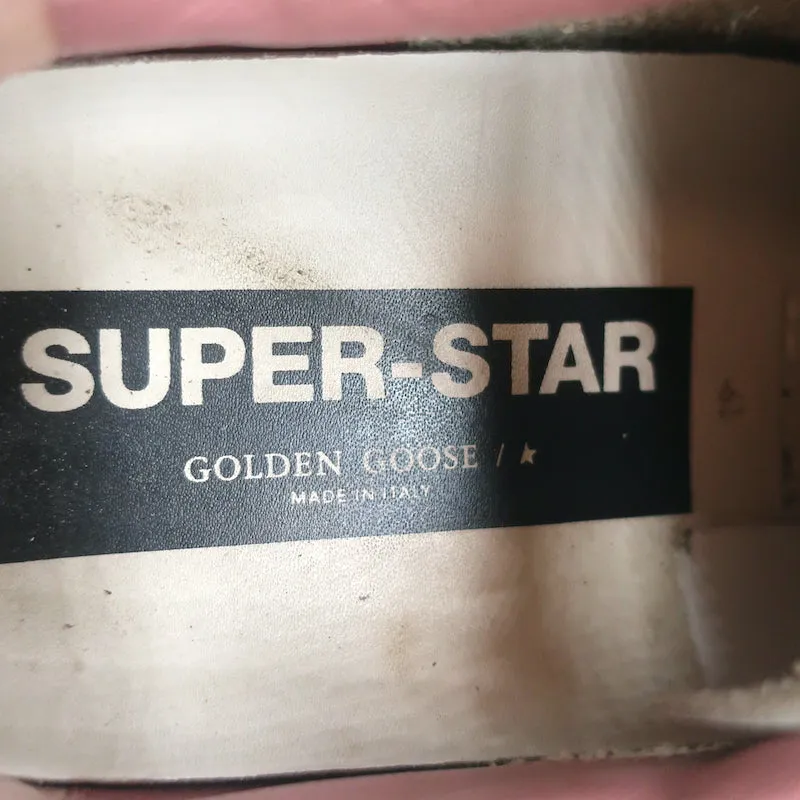 SUPER-STAR
GOLDEN GOOSE / ★
MADE IN ITALY